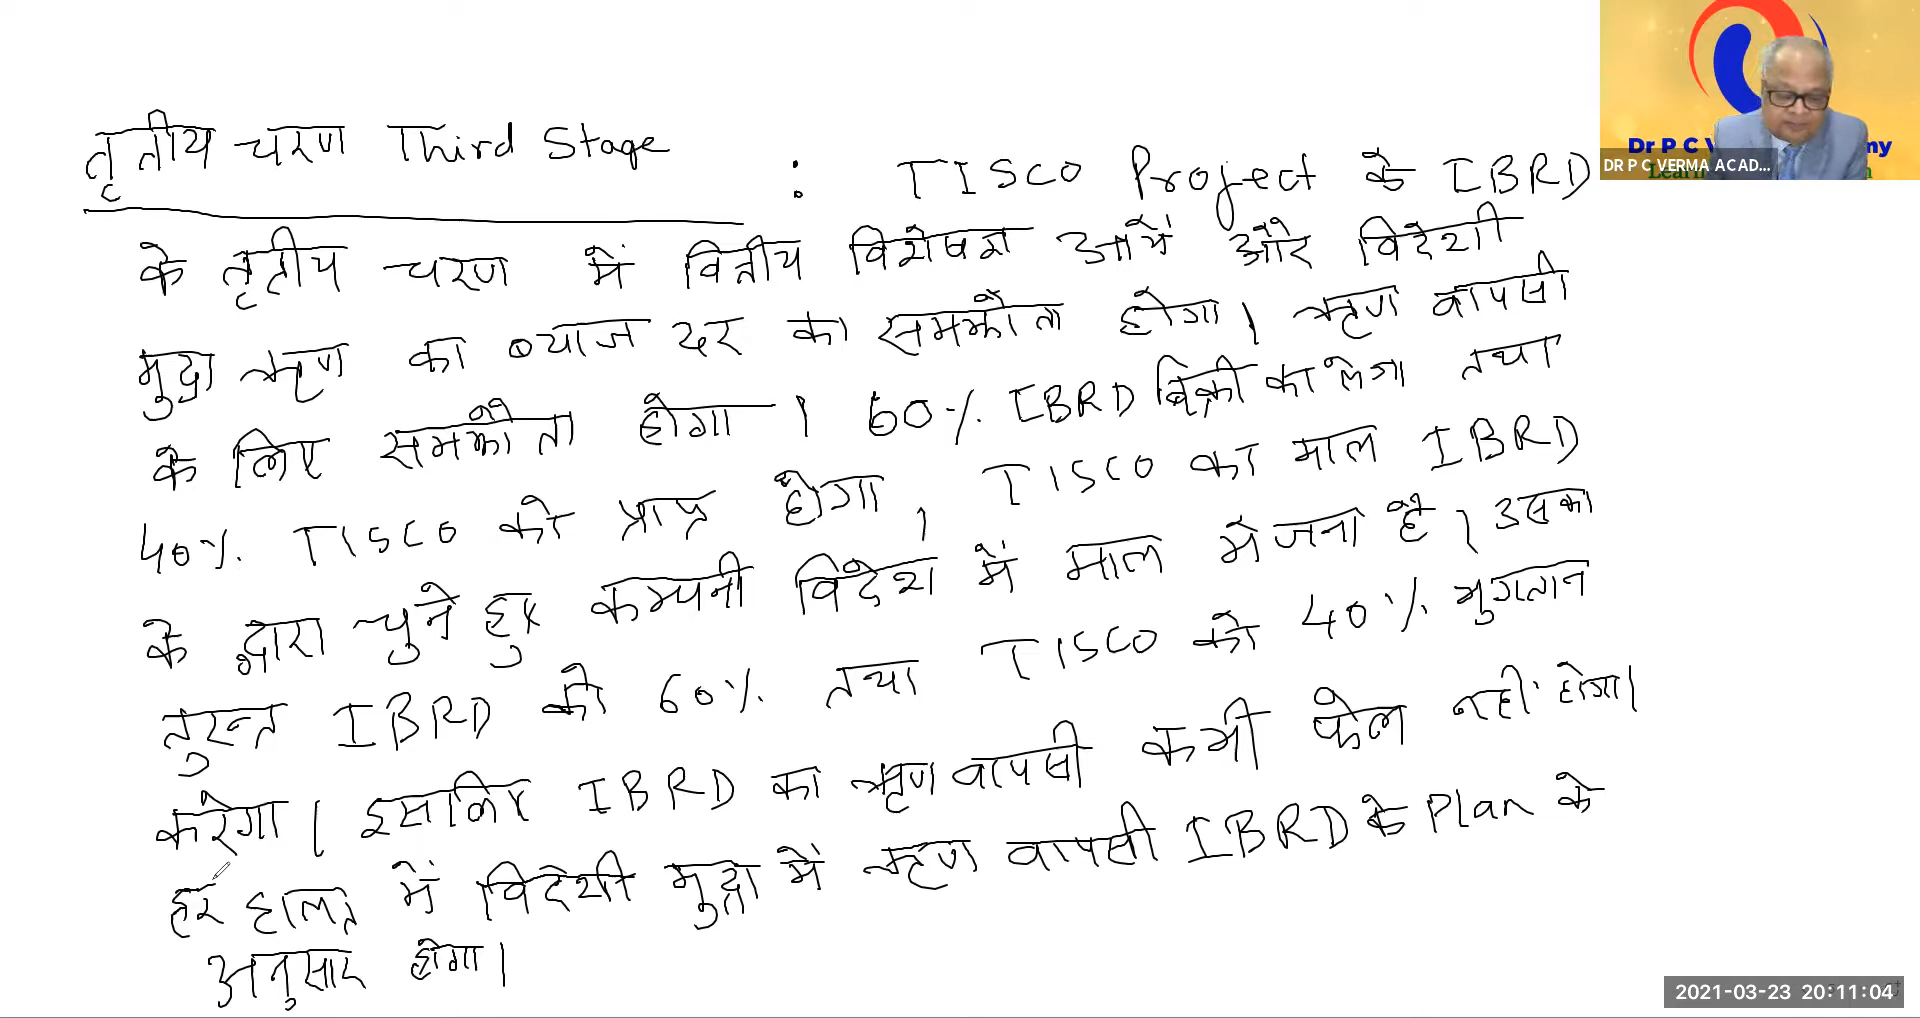 तृतीय चरण Third Stage : TISCO Project के IBRD
के तृतीय चरण में वित्तीय विशेषज्ञ आयें और विदेशी
मुद्रा ऋण का ब्याज दर का समझौता होगा। ऋण वापसी
के लिए समझौता होगा। 60% IBRD बिक्री का लेगा तथा
40% TISCO को प्राप्त होगा, TISCO का माल IBRD
के द्वारा चुने हुए कम्पनी विदेश में माल भेजना है। उसका
तुरन्त IBRD को 60% तथा TISCO को 40% भुगतान
करेगा। इसलिए IBRD का ऋण वापसी कभी फेल नहीं होगा।
हर हालत में विदेशी मुद्रा में ऋण वापसी IBRD के Plan के
अनुसार होगा।
Dr P C V
my
DR P C VERMA ACAD...
Learn
2021-03-23 20:11:04